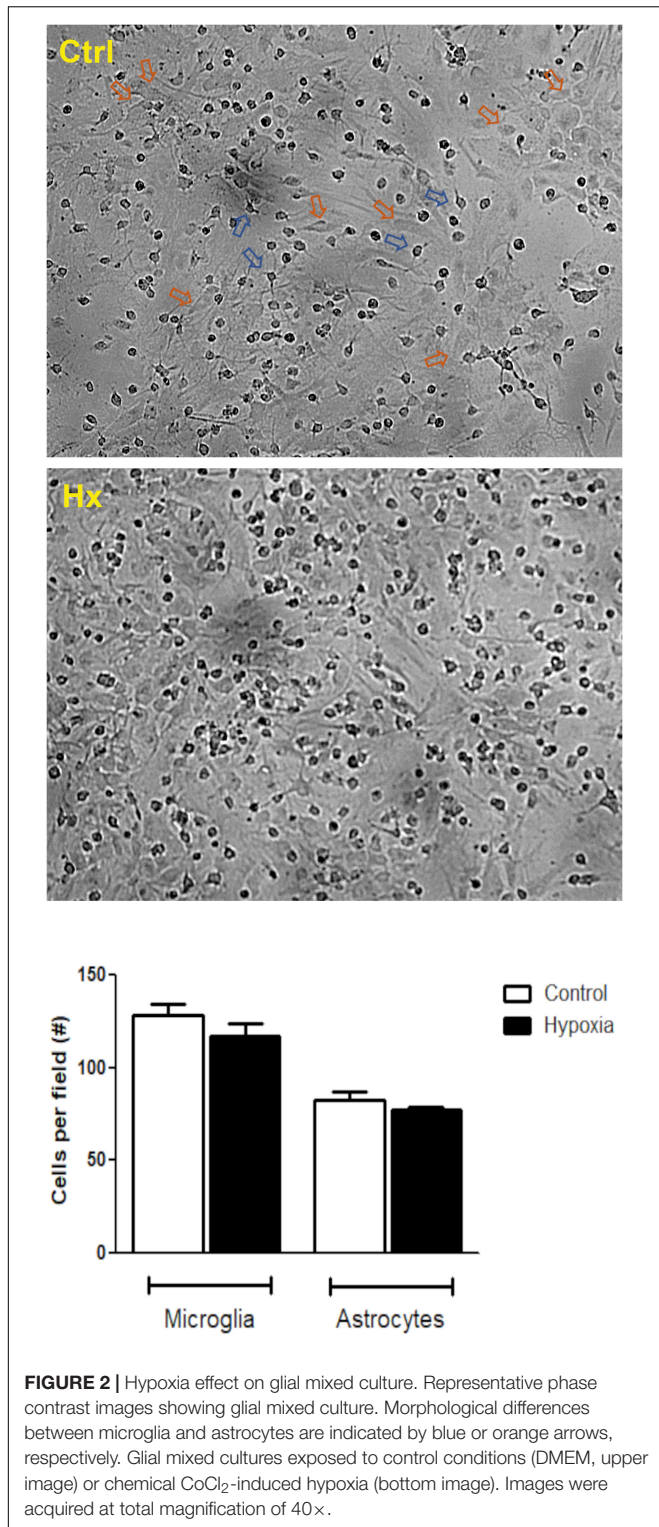 Ctrl
Hx
150
100
50
0
Cells per field (#)
Control
Hypoxia
Microglia
Astrocytes
FIGURE 2 | Hypoxia effect on glial mixed culture. Representative phase
contrast images showing glial mixed culture. Morphological differences
between microglia and astrocytes are indicated by blue or orange arrows,
respectively. Glial mixed cultures exposed to control conditions (DMEM, upper
image) or chemical CoCl₂-induced hypoxia (bottom image). Images were
acquired at total magnification of 40×.